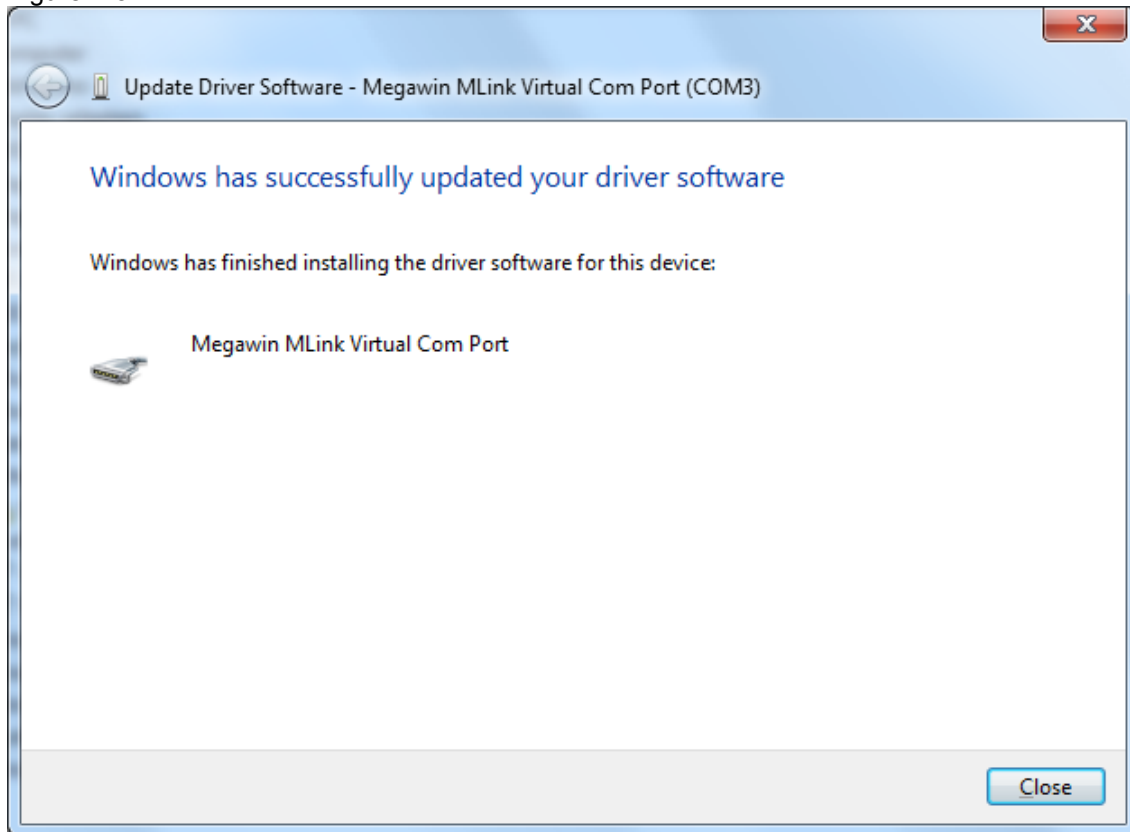 Update Driver Software - Megawin MLink Virtual Com Port (COM3)
Windows has successfully updated your driver software
Windows has finished installing the driver software for this device:
Megawin MLink Virtual Com Port
Close